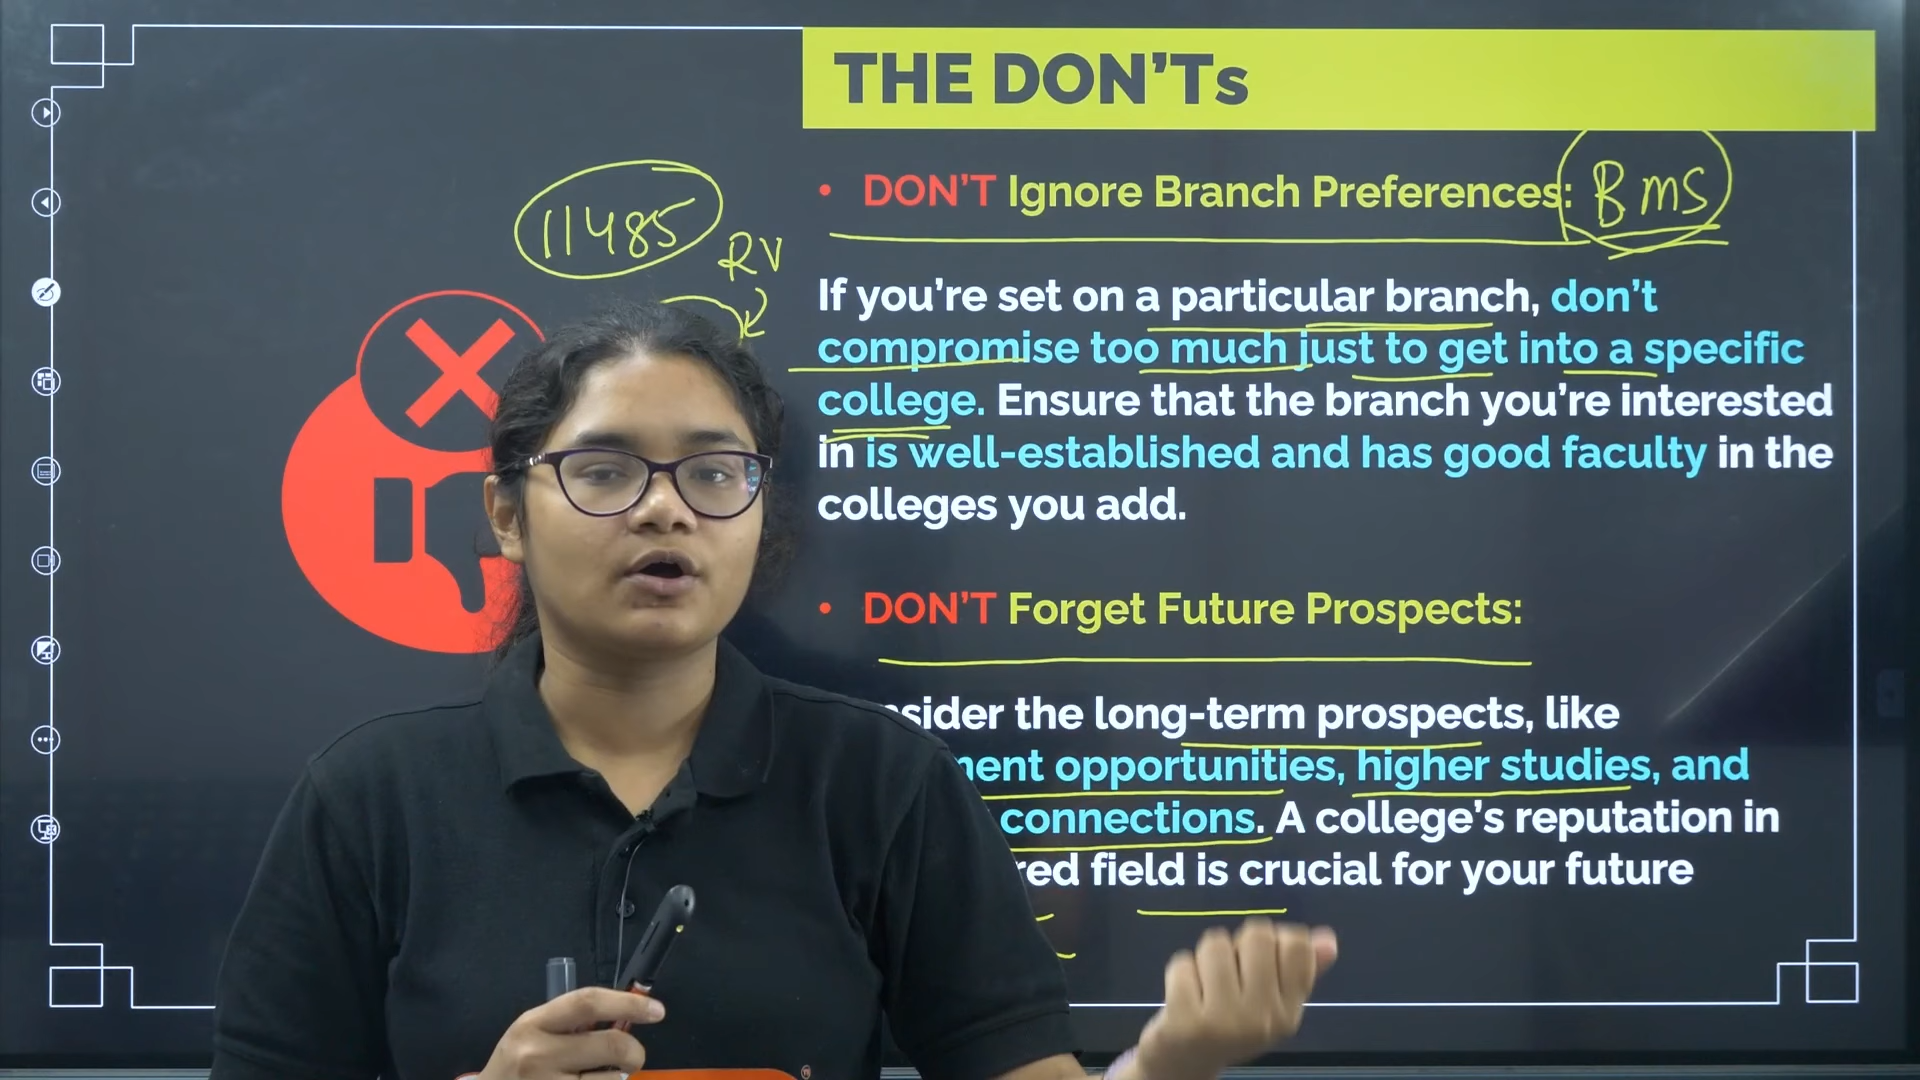 THE DON'Ts
• DON'T Ignore Branch Preferences: BMS
11485
RV
If you're set on a particular branch, don't
compromise too much just to get into a specific
college. Ensure that the branch you're interested
in is well-established and has good faculty in the
colleges you add.
• DON'T Forget Future Prospects:
the long-term prospects, like
opportunities, higher studies, and
connections. A college's reputation in
field is crucial for your future